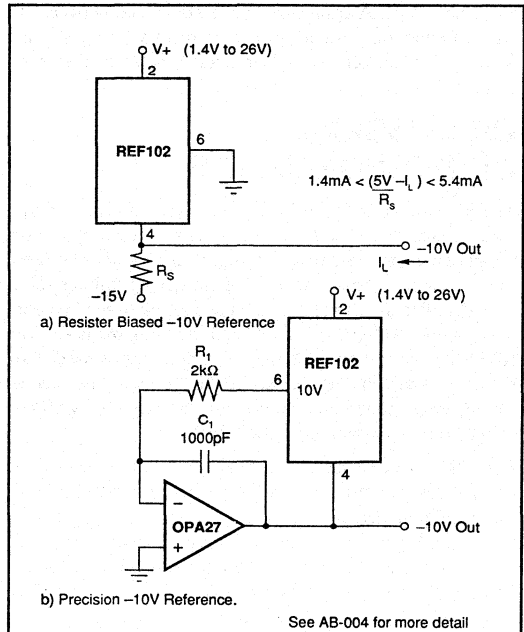 V+ (1.4V to 26V)
2
REF102
6
1.4mA < (5V –I_L) < 5.4mA
R_S
4
–10V Out
I_L
R_S
–15V
V+ (1.4V to 26V)
2
a) Resister Biased –10V Reference
REF102
R₁
2kΩ
6
10V
C₁
1000pF
4
–
OPA27
+
–10V Out
b) Precision –10V Reference.
See AB-004 for more detail